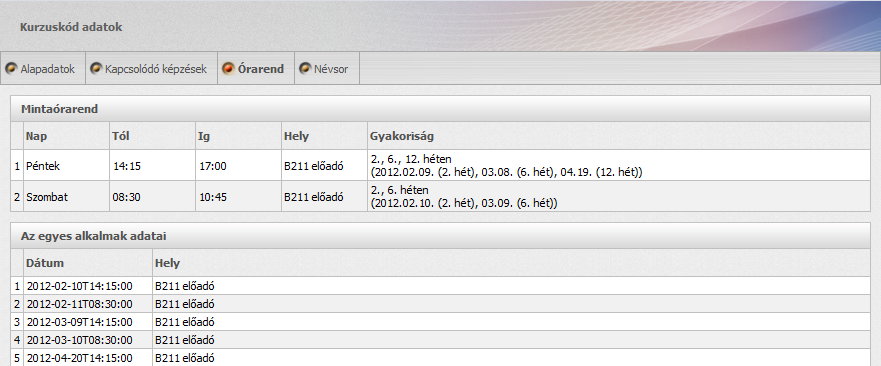 Kurzuskód adatok
Alapadatok Kapcsolódó képzések Órarend Névsor
Mintaórarend
Nap Tól Ig Hely Gyakoriság
1 Péntek 14:15 17:00 B211 előadó 2., 6., 12. héten
(2012.02.09. (2. hét), 03.08. (6. hét), 04.19. (12. hét))
2 Szombat 08:30 10:45 B211 előadó 2., 6. héten
(2012.02.10. (2. hét), 03.09. (6. hét))
Az egyes alkalmak adatai
Dátum Hely
1 2012-02-10T14:15:00 B211 előadó
2 2012-02-11T08:30:00 B211 előadó
3 2012-03-09T14:15:00 B211 előadó
4 2012-03-10T08:30:00 B211 előadó
5 2012-04-20T14:15:00 B211 előadó